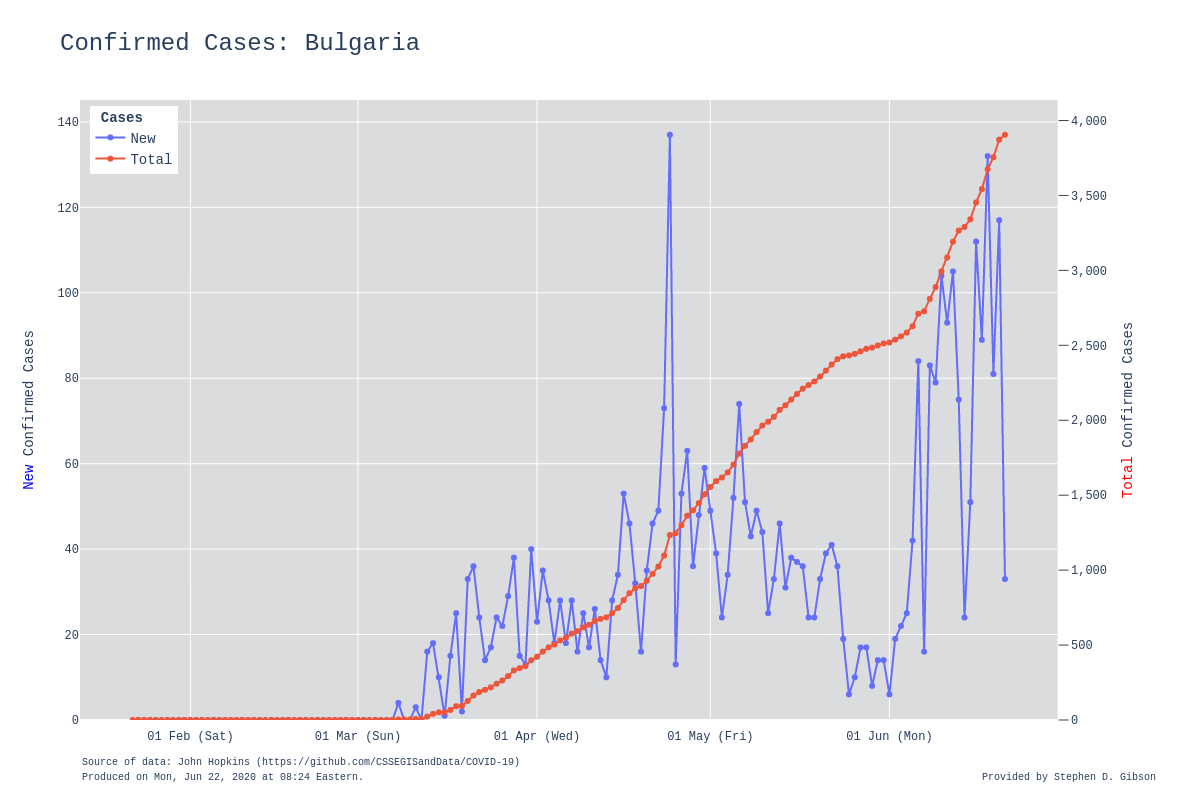 Confirmed Cases: Bulgaria
Cases
New
Total
140
120
100
80
60
40
20
0
4,000
3,500
3,000
2,500
2,000
1,500
1,000
500
0
New Confirmed Cases
Total Confirmed Cases
01 Feb (Sat)
01 Mar (Sun)
01 Apr (Wed)
01 May (Fri)
01 Jun (Mon)
Source of data: John Hopkins (https://github.com/CSSEGISandData/COVID-19)
Produced on Mon, Jun 22, 2020 at 08:24 Eastern.
Provided by Stephen D. Gibson